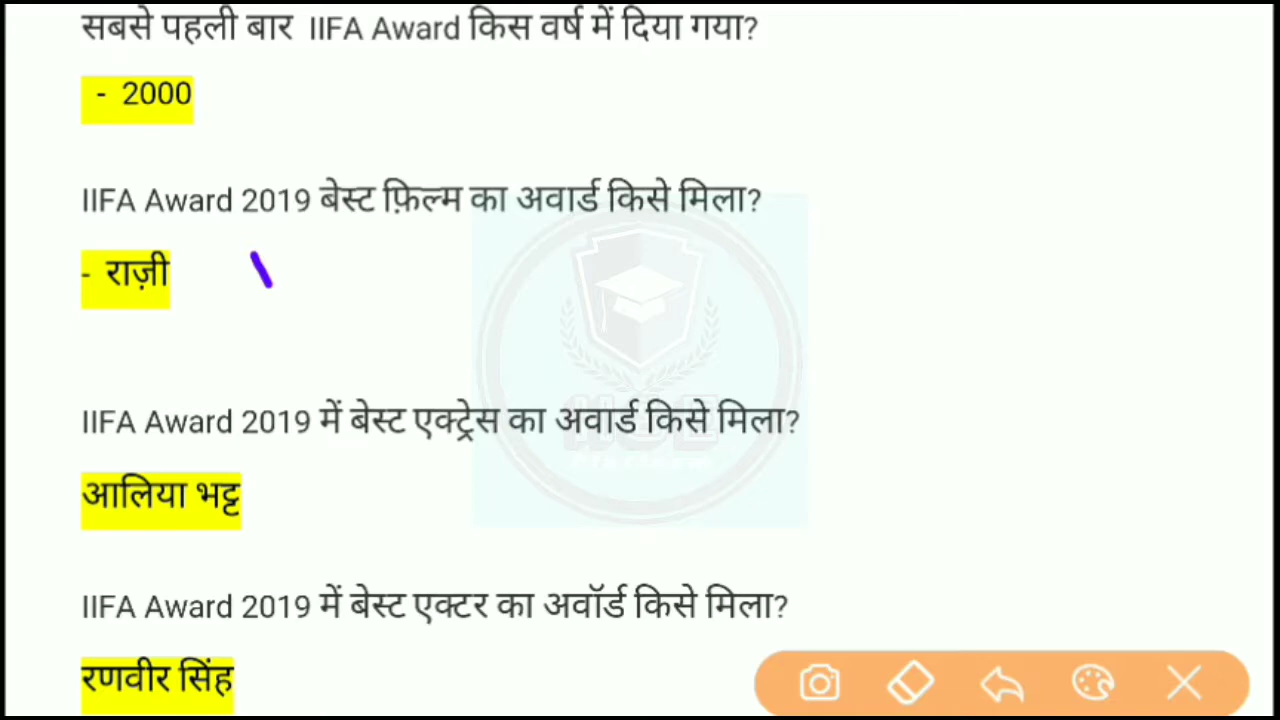 सबसे पहली बार IIFA Award किस वर्ष में दिया गया?
- 2000
IIFA Award 2019 बेस्ट फ़िल्म का अवार्ड किसे मिला?
- राज़ी
IIFA Award 2019 में बेस्ट एक्ट्रेस का अवार्ड किसे मिला?
आलिया भट्ट
IIFA Award 2019 में बेस्ट एक्टर का अवॉर्ड किसे मिला?
रणवीर सिंह